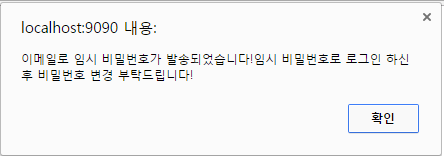 localhost:9090 내용:
이메일로 임시 비밀번호가 발송되었습니다!임시 비밀번호로 로그인 하신
후 비밀번호 변경 부탁드립니다!
확인